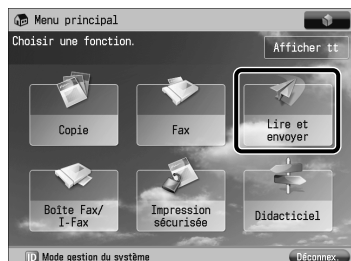 Menu principal
Choisir une fonction.
Afficher tt
Copie
Fax
Lire et
envoyer
Boîte Fax/
I-Fax
Impression
sécurisée
Didacticiel
ID Mode gestion du système
Déconnex.